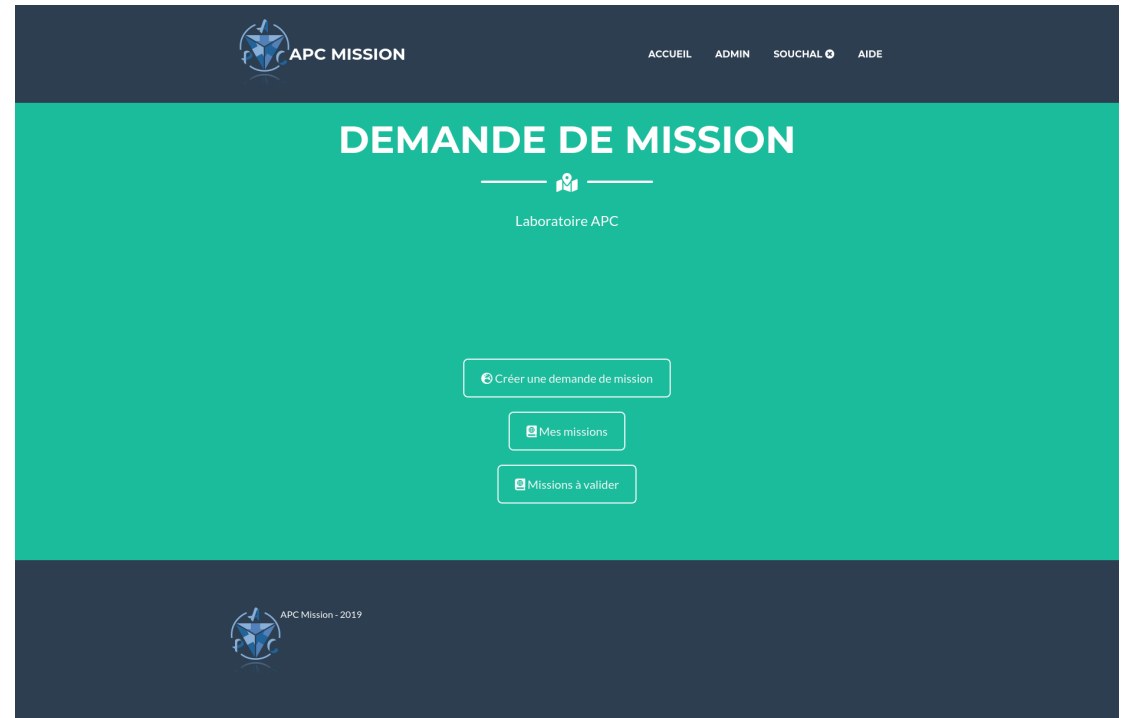 APC MISSION
ACCUEIL ADMIN SOUCHAL AIDE
DEMANDE DE MISSION
Laboratoire APC
Créer une demande de mission
Mes missions
Missions à valider
APC Mission - 2019